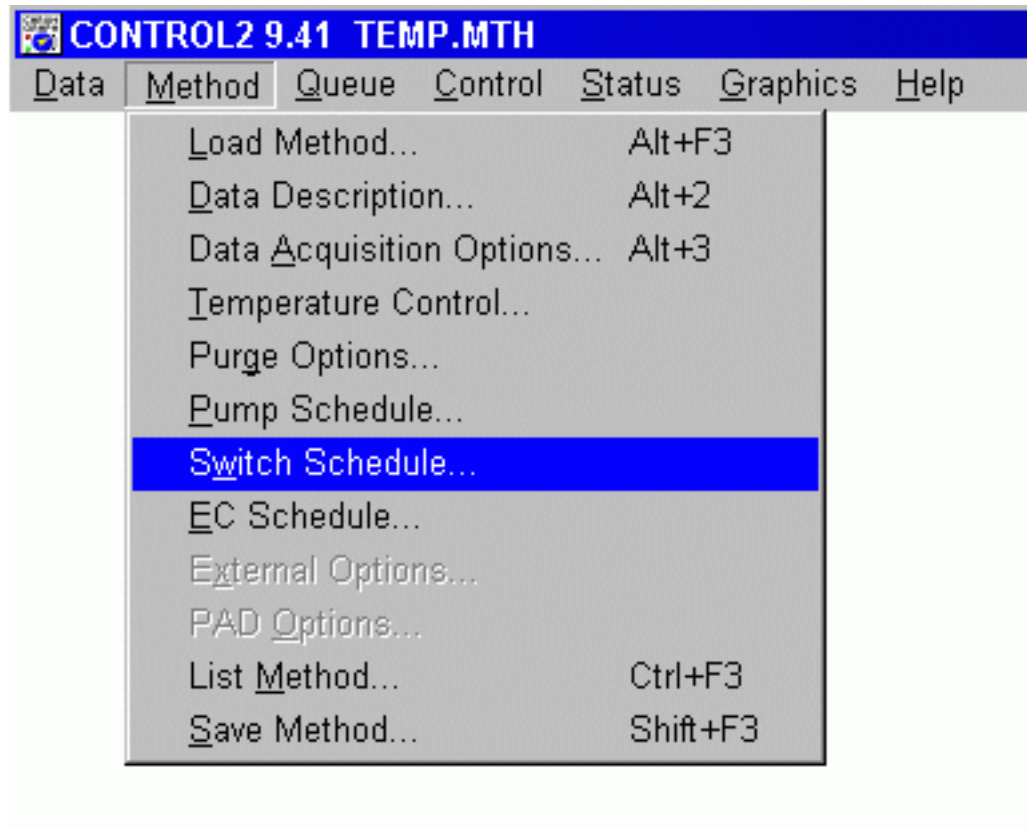 CONTROL2 9.41 TEMP.MTH
Data Method Queue Control Status Graphics Help
Load Method... Alt+F3
Data Description... Alt+2
Data Acquisition Options... Alt+3
Temperature Control...
Purge Options...
Pump Schedule...
Switch Schedule...
EC Schedule...
External Options...
PAD Options...
List Method... Ctrl+F3
Save Method... Shift+F3